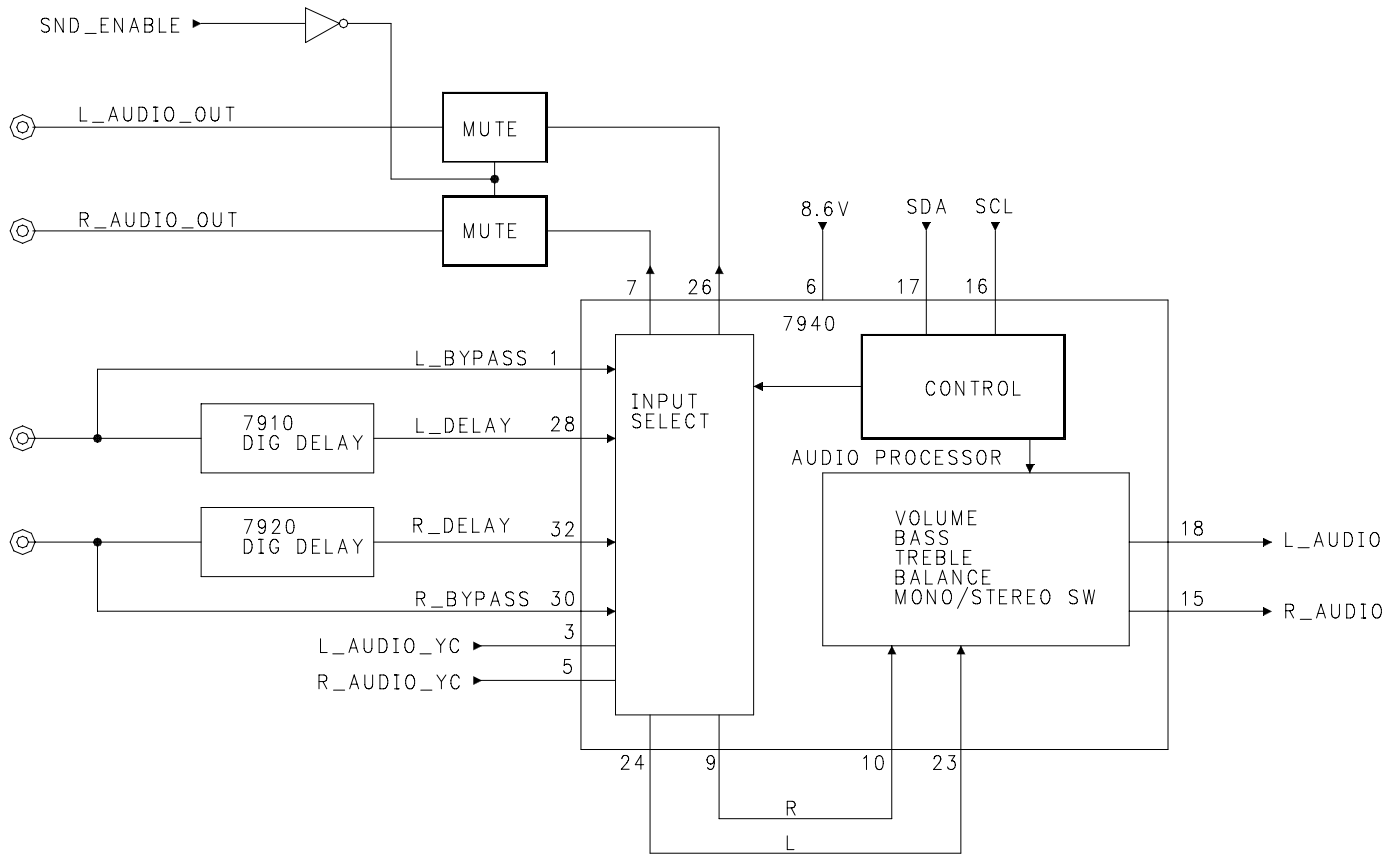 SND_ENABLE
L_AUDIO_OUT
MUTE
R_AUDIO_OUT
MUTE
8.6V
SDA
SCL
7
26
6
17
16
7940
L_BYPASS
1
CONTROL
INPUT
SELECT
7910
DIG DELAY
L_DELAY
28
AUDIO PROCESSOR
7920
DIG DELAY
R_DELAY
32
VOLUME
BASS
TREBLE
BALANCE
MONO/STEREO SW
18
L_AUDIO
R_BYPASS
30
15
R_AUDIO
3
L_AUDIO_YC
5
R_AUDIO_YC
24
9
10
23
R
L